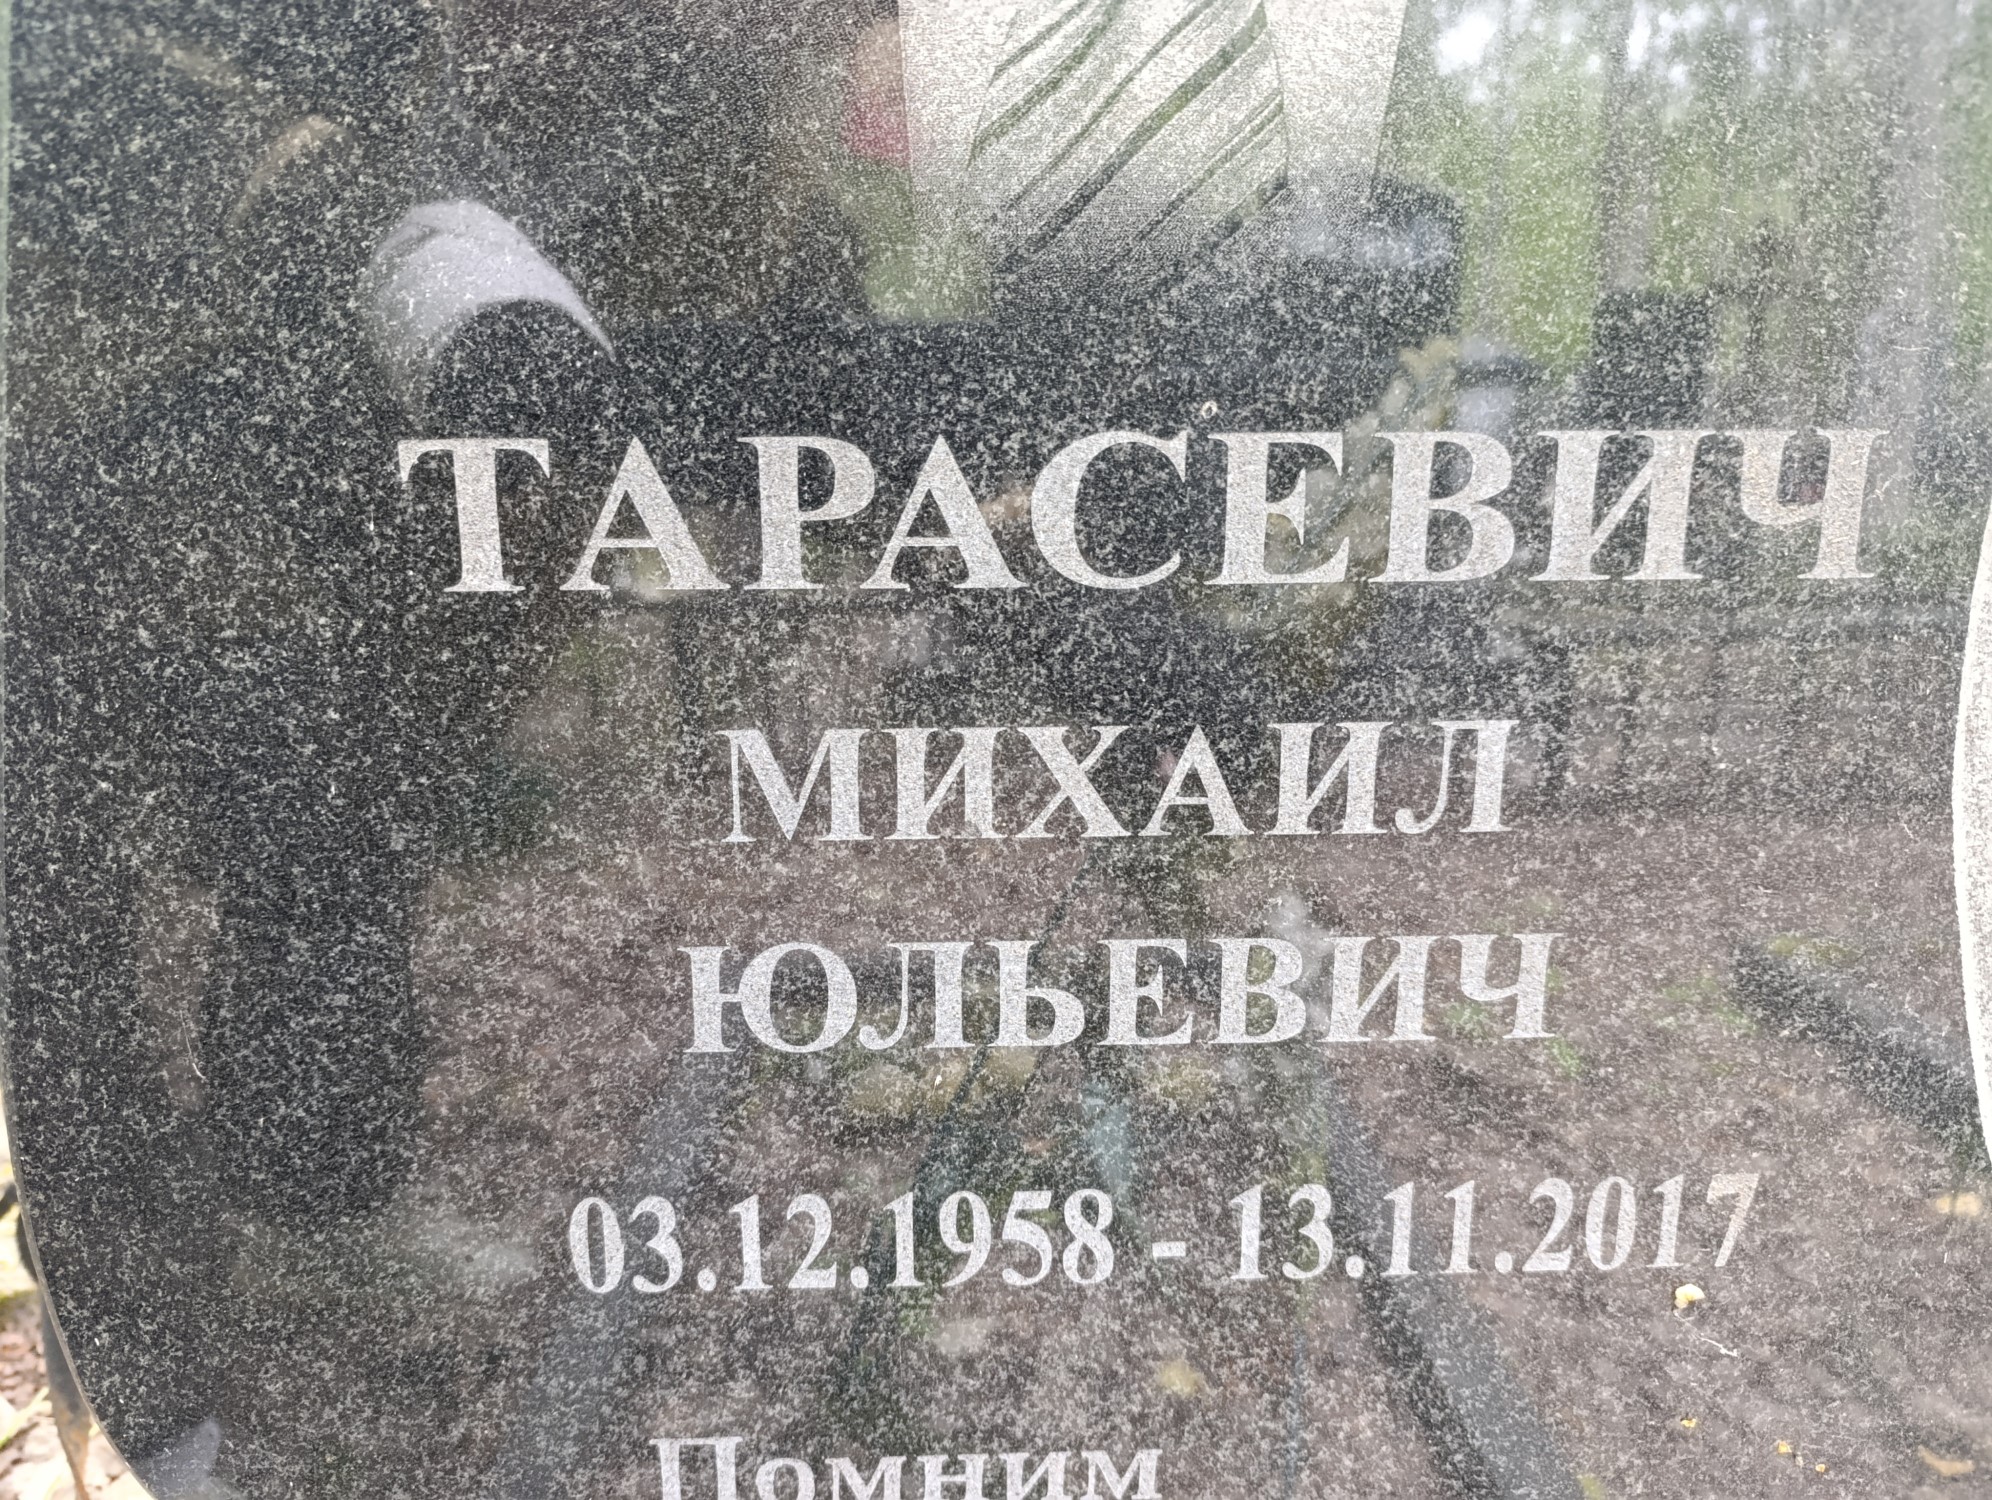 ТАРАСЕВИЧ
МИХАИЛ
ЮЛЬЕВИЧ
03.12.1958 - 13.11.2017
Помним